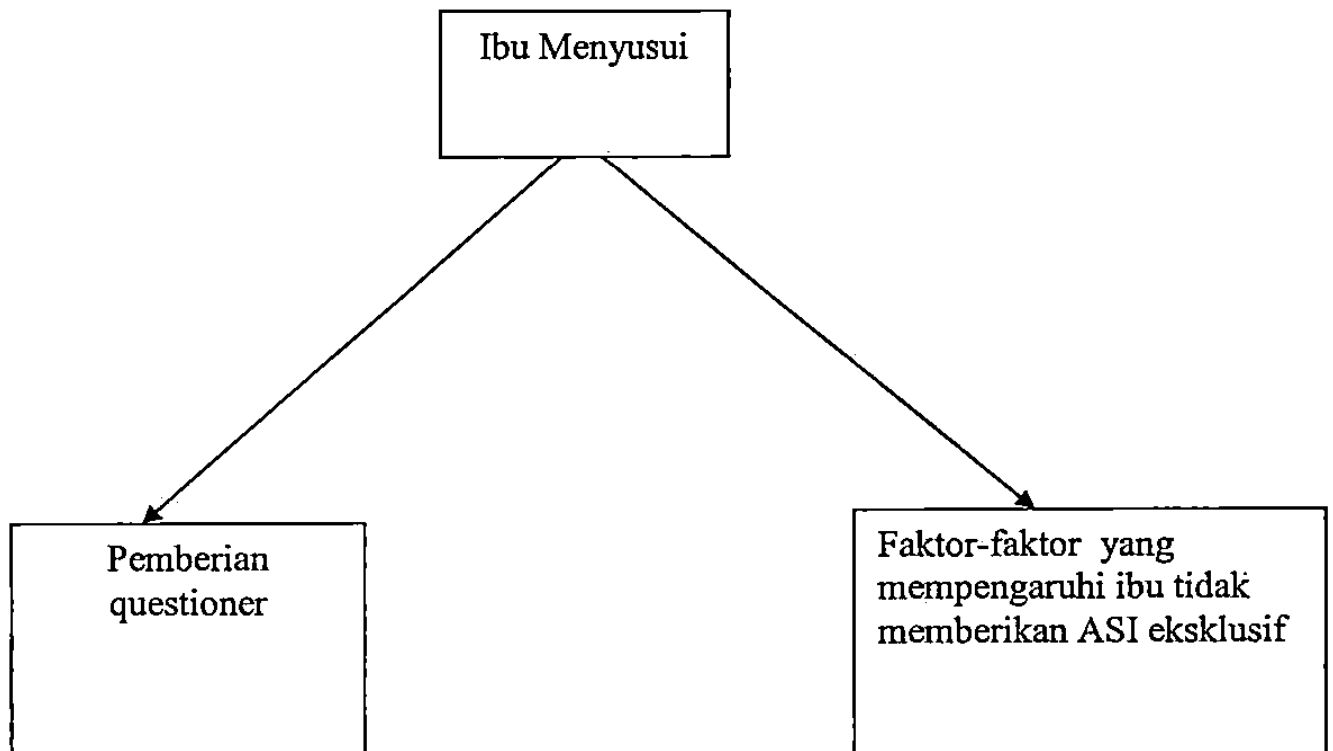 Ibu Menyusui
Pemberian
questioner
Faktor-faktor yang
mempengaruhi ibu tidak
memberikan ASI eksklusif